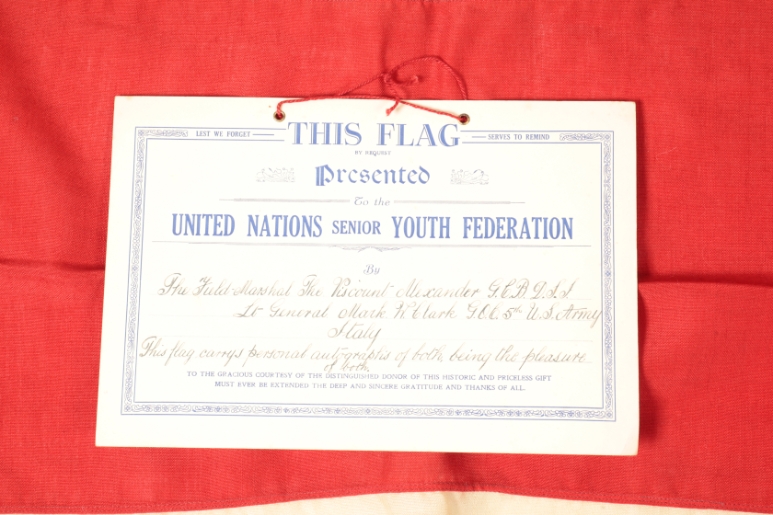 LEST WE FORGET THIS FLAG SERVES TO REMIND
BY REQUEST
Presented
To the
UNITED NATIONS SENIOR YOUTH FEDERATION
By
The Field-Marshal The Viscount Alexander G.C.B. D.S.I.
Lt General Mark W Clark G.C.C. 5th U.S. Army
Italy
This flag carrys personal autographs of both being the pleasure
of both
TO THE GRACIOUS COURTESY OF THE DISTINGUISHED DONOR OF THIS HISTORIC AND PRICELESS GIFT
MUST EVER BE EXTENDED THE DEEP AND SINCERE GRATITUDE AND THANKS OF ALL.